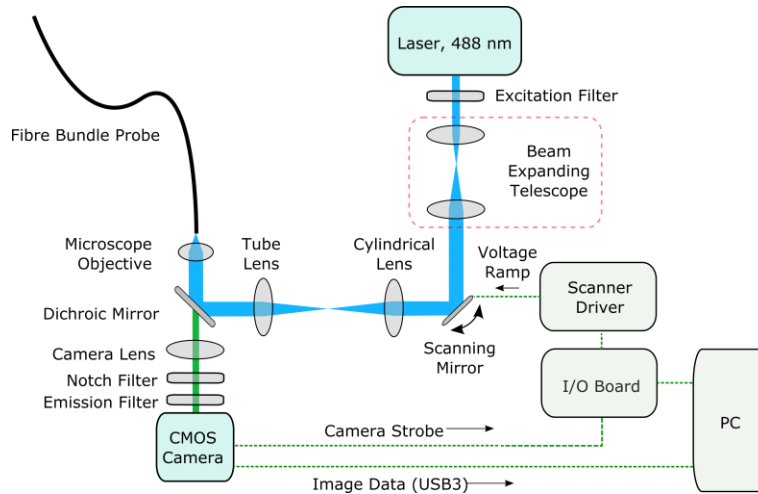 Laser, 488 nm
Excitation Filter
Beam
Expanding
Telescope
Fibre Bundle Probe
Microscope
Objective
Tube
Lens
Cylindrical
Lens
Voltage
Ramp
Scanner
Driver
Dichroic Mirror
Scanning
Mirror
Camera Lens
Notch Filter
Emission Filter
I/O Board
PC
CMOS
Camera
Camera Strobe
Image Data (USB3)